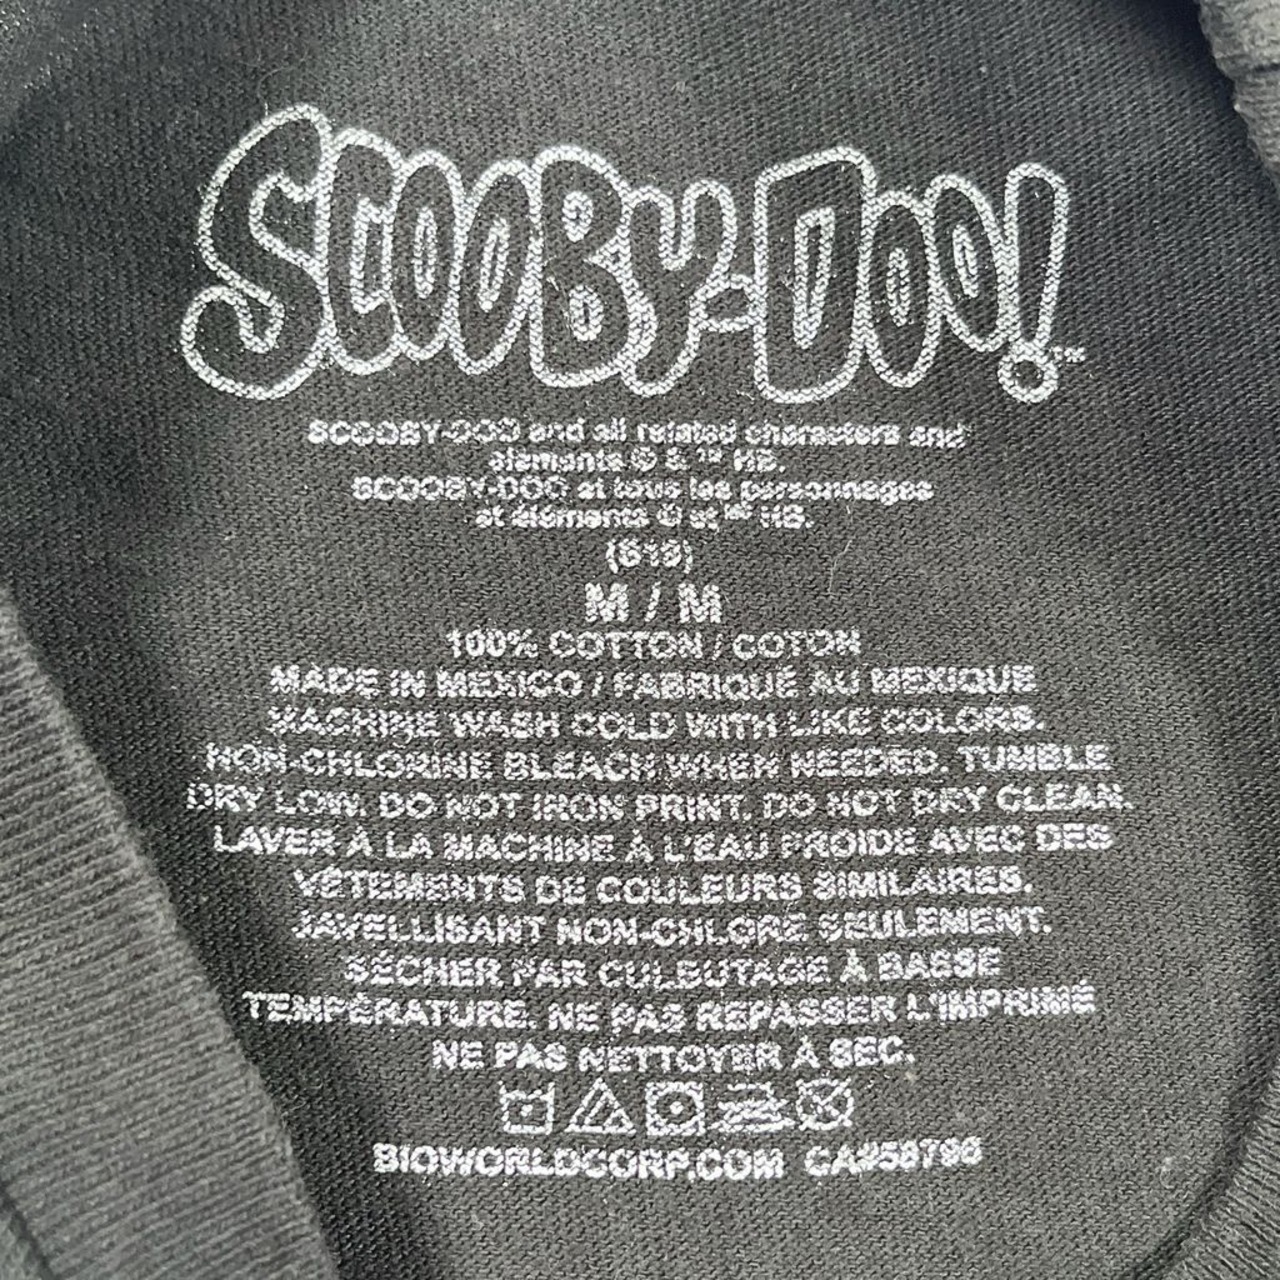 SCOOBY-DOO! ™
SCOOBY-DOO and all related characters and
elements © & ™ HB.
SCOOBY-DOO et tous les personnages
et éléments © et ™ HB.
(S19)
M / M
100% COTTON / COTON
MADE IN MEXICO / FABRIQUÉ AU MEXIQUE
MACHINE WASH COLD WITH LIKE COLORS.
NON-CHLORINE BLEACH WHEN NEEDED. TUMBLE
DRY LOW. DO NOT IRON PRINT. DO NOT DRY CLEAN.
LAVER À LA MACHINE À L'EAU FROIDE AVEC DES
VÊTEMENTS DE COULEURS SIMILAIRES.
JAVELLISANT NON-CHLORÉ SEULEMENT.
SÉCHER PAR CULBUTAGE À BASSE
TEMPÉRATURE. NE PAS REPASSER L'IMPRIMÉ
NE PAS NETTOYER À SEC.
BIOWORLDCORP.COM CA#50796